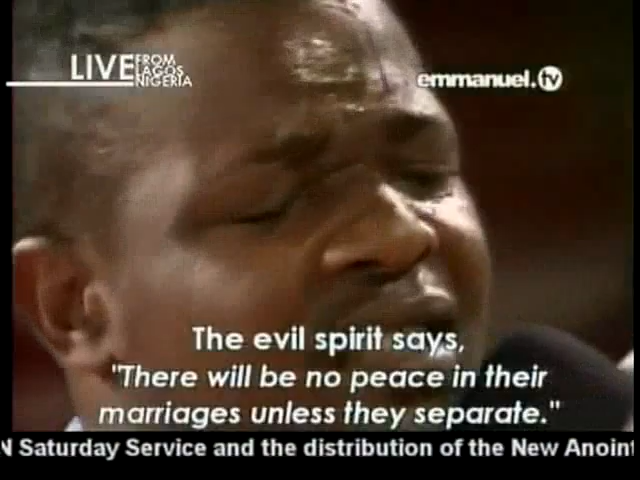 LIVE FROM
LAGOS
NIGERIA
emmanuel.tv
The evil spirit says,
"There will be no peace in their
marriages unless they separate."
N Saturday Service and the distribution of the New Anoint